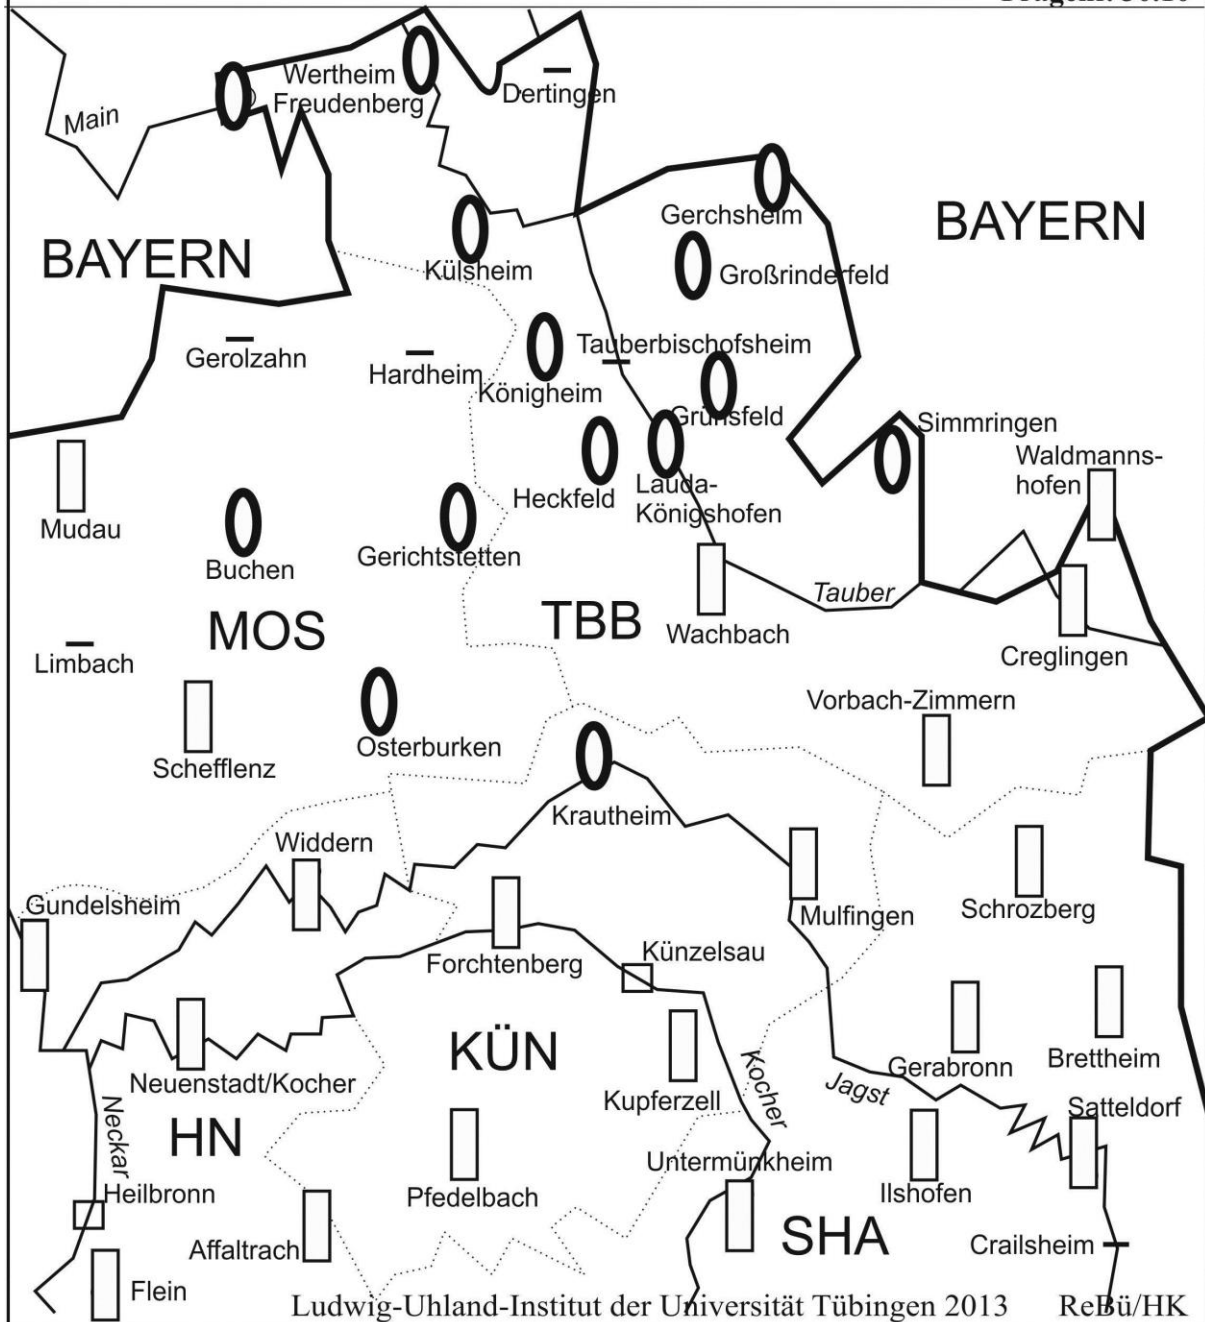 Wertheim
Freudenberg
Dertingen
Main
Gerchsheim
BAYERN
BAYERN
Külsheim
Großrinderfeld
Gerolzahn
Hardheim
Tauberbischofsheim
Königheim
Grünsfeld
Simmringen
Waldmanns-
hofen
Heckfeld
Lauda-
Königshofen
Mudau
Buchen
Gerichtstetten
MOS
TBB
Tauber
Wachbach
Limbach
Creglingen
Vorbach-Zimmern
Osterburken
Schefflenz
Krautheim
Widdern
Gundelsheim
Mulfingen
Schrozberg
Forchtenberg
Künzelsau
KÜN
Kocher
Jagst
Gerabronn
Brettheim
Neuenstadt/Kocher
Kupferzell
Satteldorf
Neckar
HN
Untermünkheim
Heilbronn
Pfedelbach
Ilshofen
Affaltrach
SHA
Crailsheim
Flein
Ludwig-Uhland-Institut der Universität Tübingen 2013 ReBü/HK